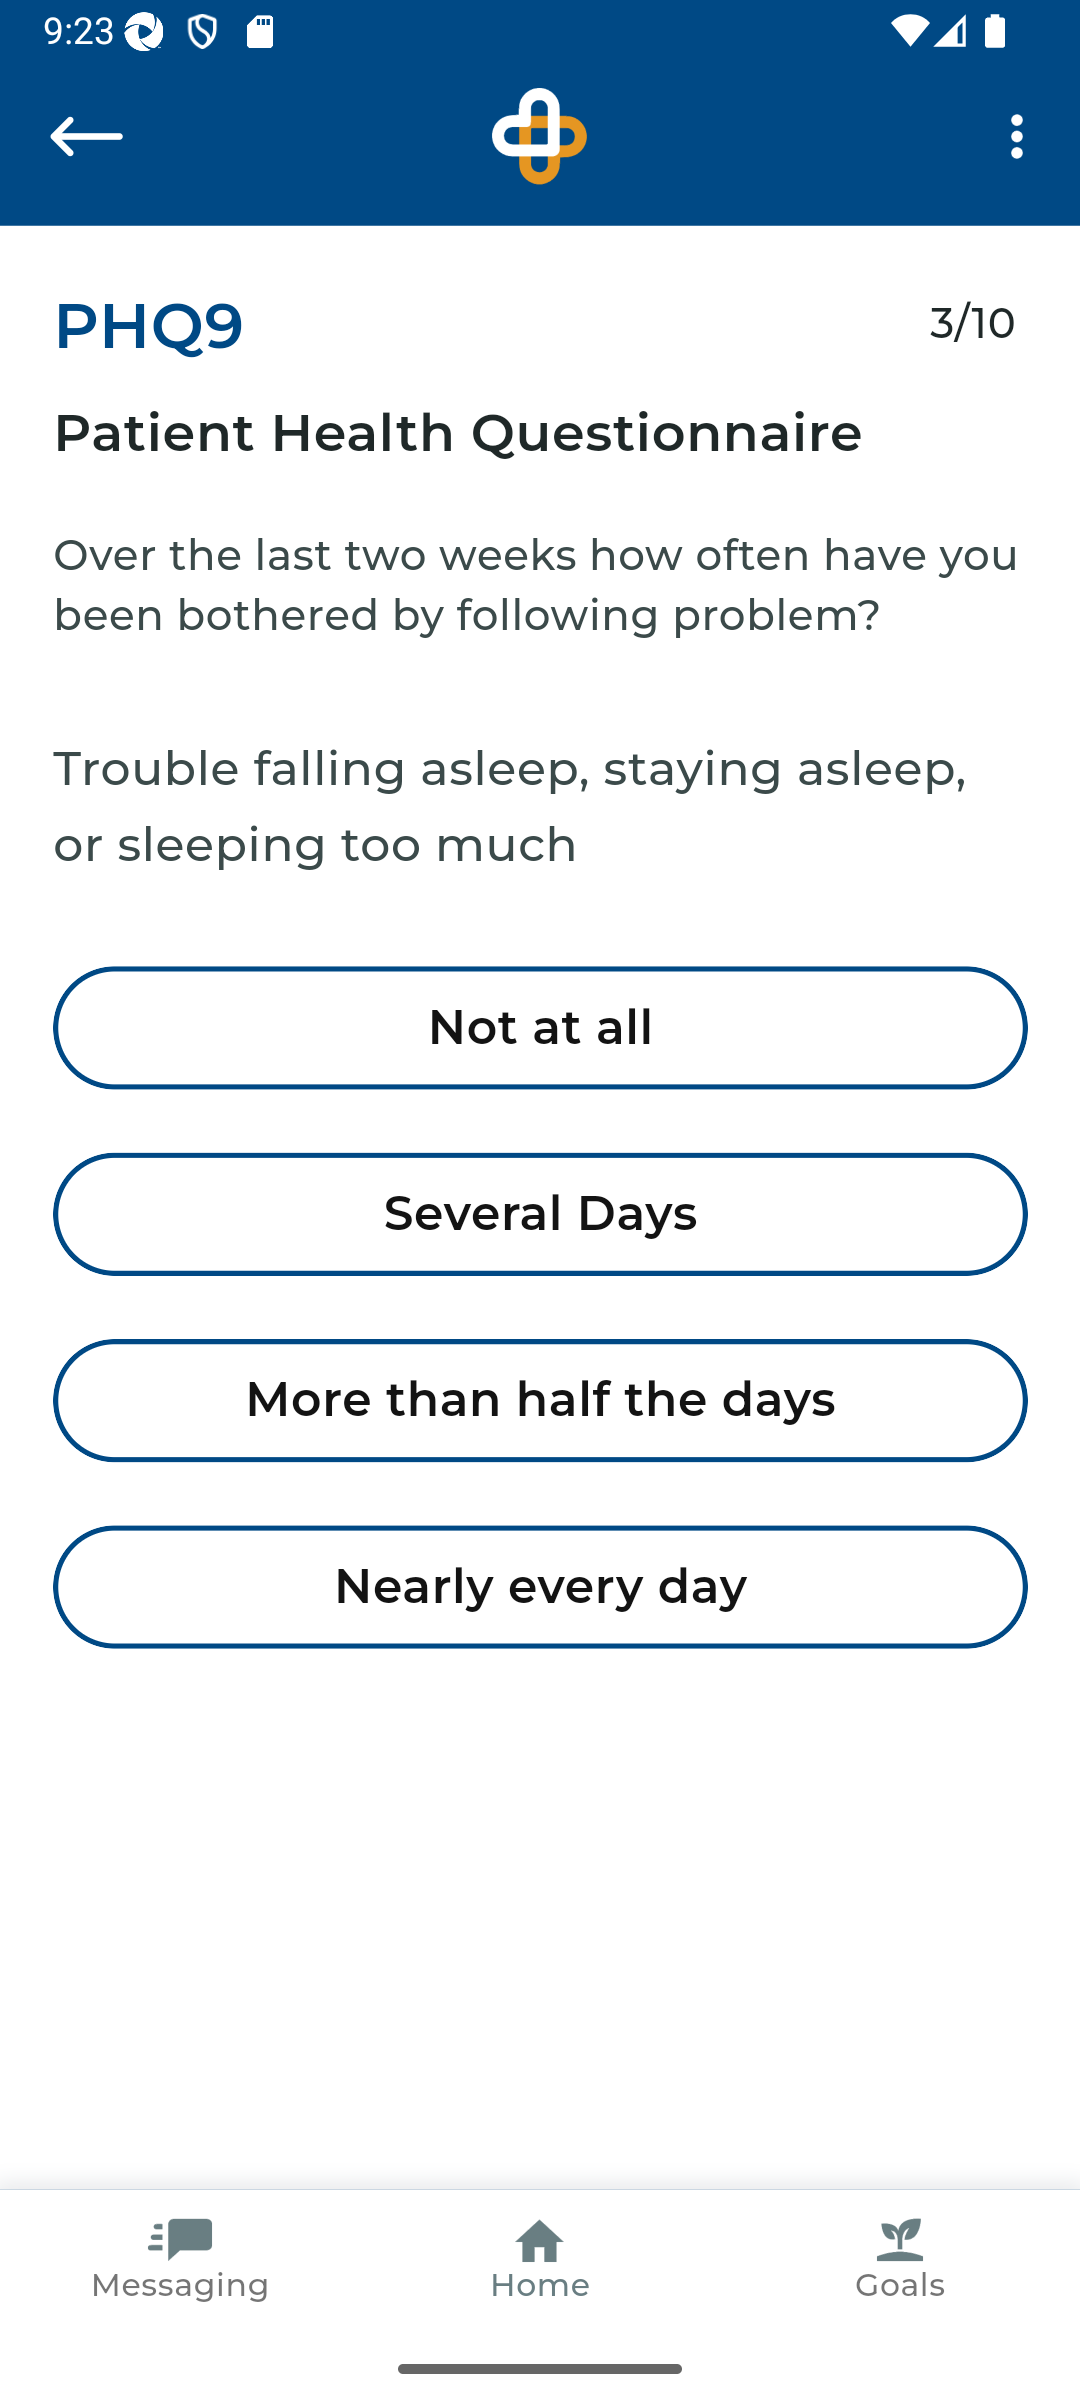 9:23
PHQ9
3/10
Patient Health Questionnaire
Over the last two weeks how often have you
been bothered by following problem?
Trouble falling asleep, staying asleep,
or sleeping too much
Not at all
Several Days
More than half the days
Nearly every day
Messaging
Home
Goals